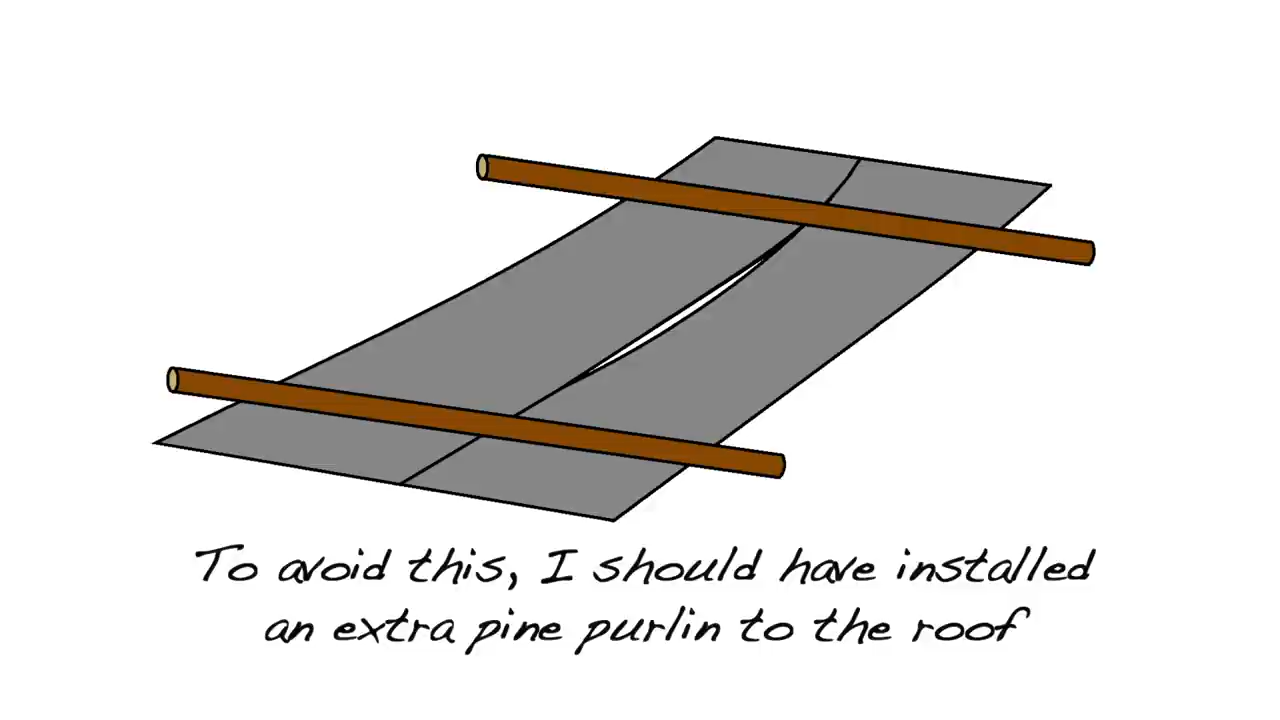 To avoid this, I should have installed
an extra pine purlin to the roof